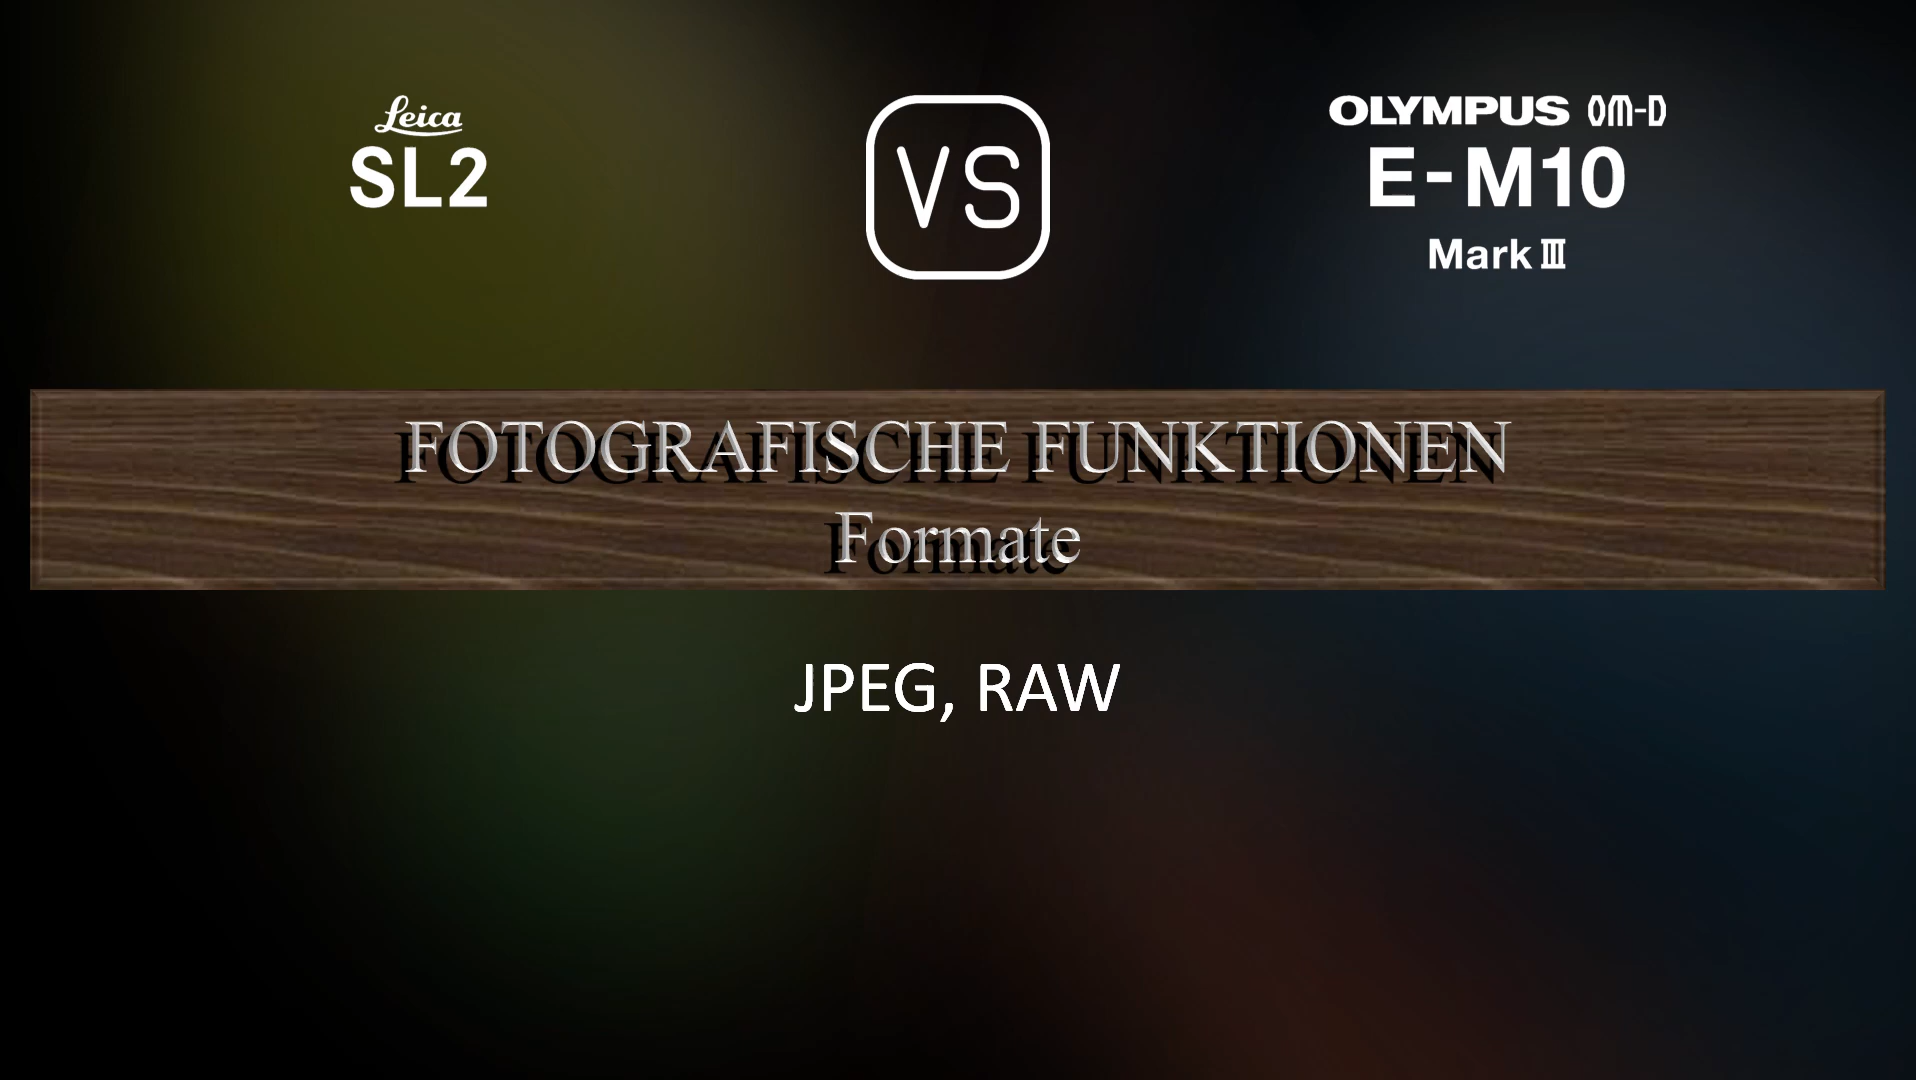 Leica
SL2
VS
OLYMPUS OM-D
E-M10
Mark III
FOTOGRAFISCHE FUNKTIONEN
Formate
JPEG, RAW